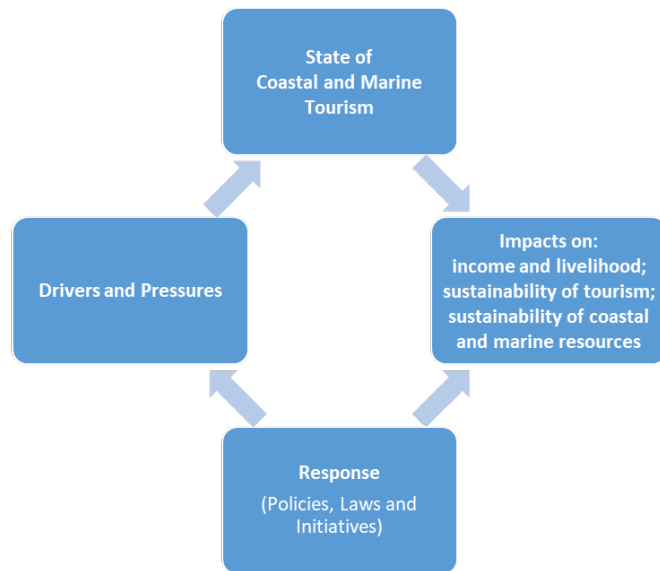 State of
Coastal and Marine
Tourism
Drivers and Pressures
Impacts on:
income and livelihood;
sustainability of tourism;
sustainability of coastal
and marine resources
Response
(Policies, Laws and
Initiatives)